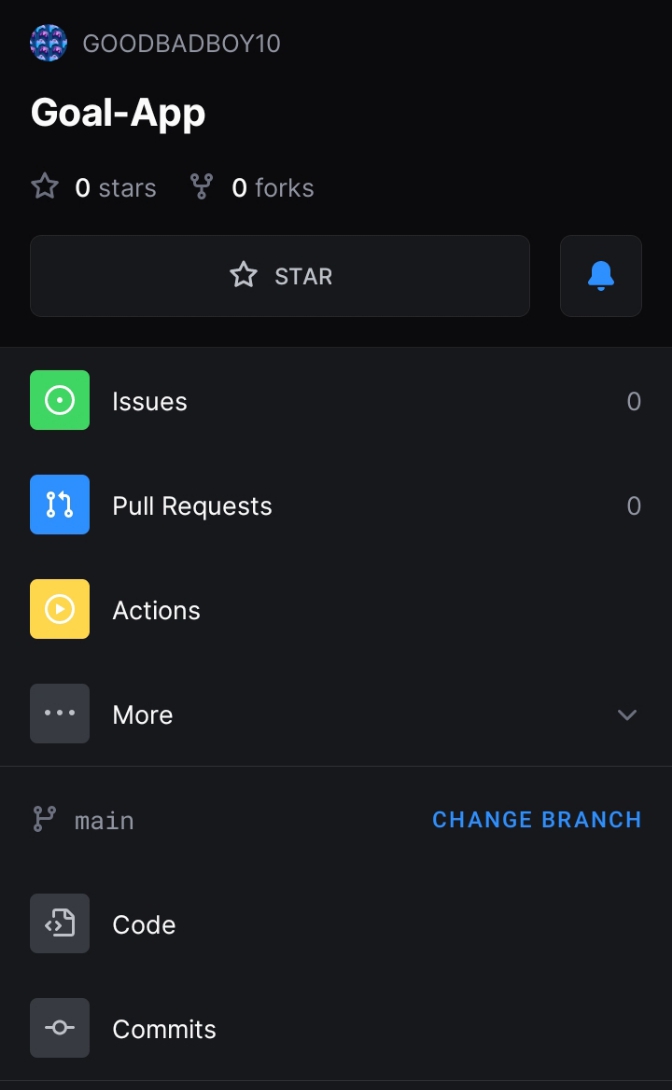 GOODBADBOY10
Goal-App
0 stars 0 forks
STAR
Issues 0
Pull Requests 0
Actions
More
main CHANGE BRANCH
Code
Commits